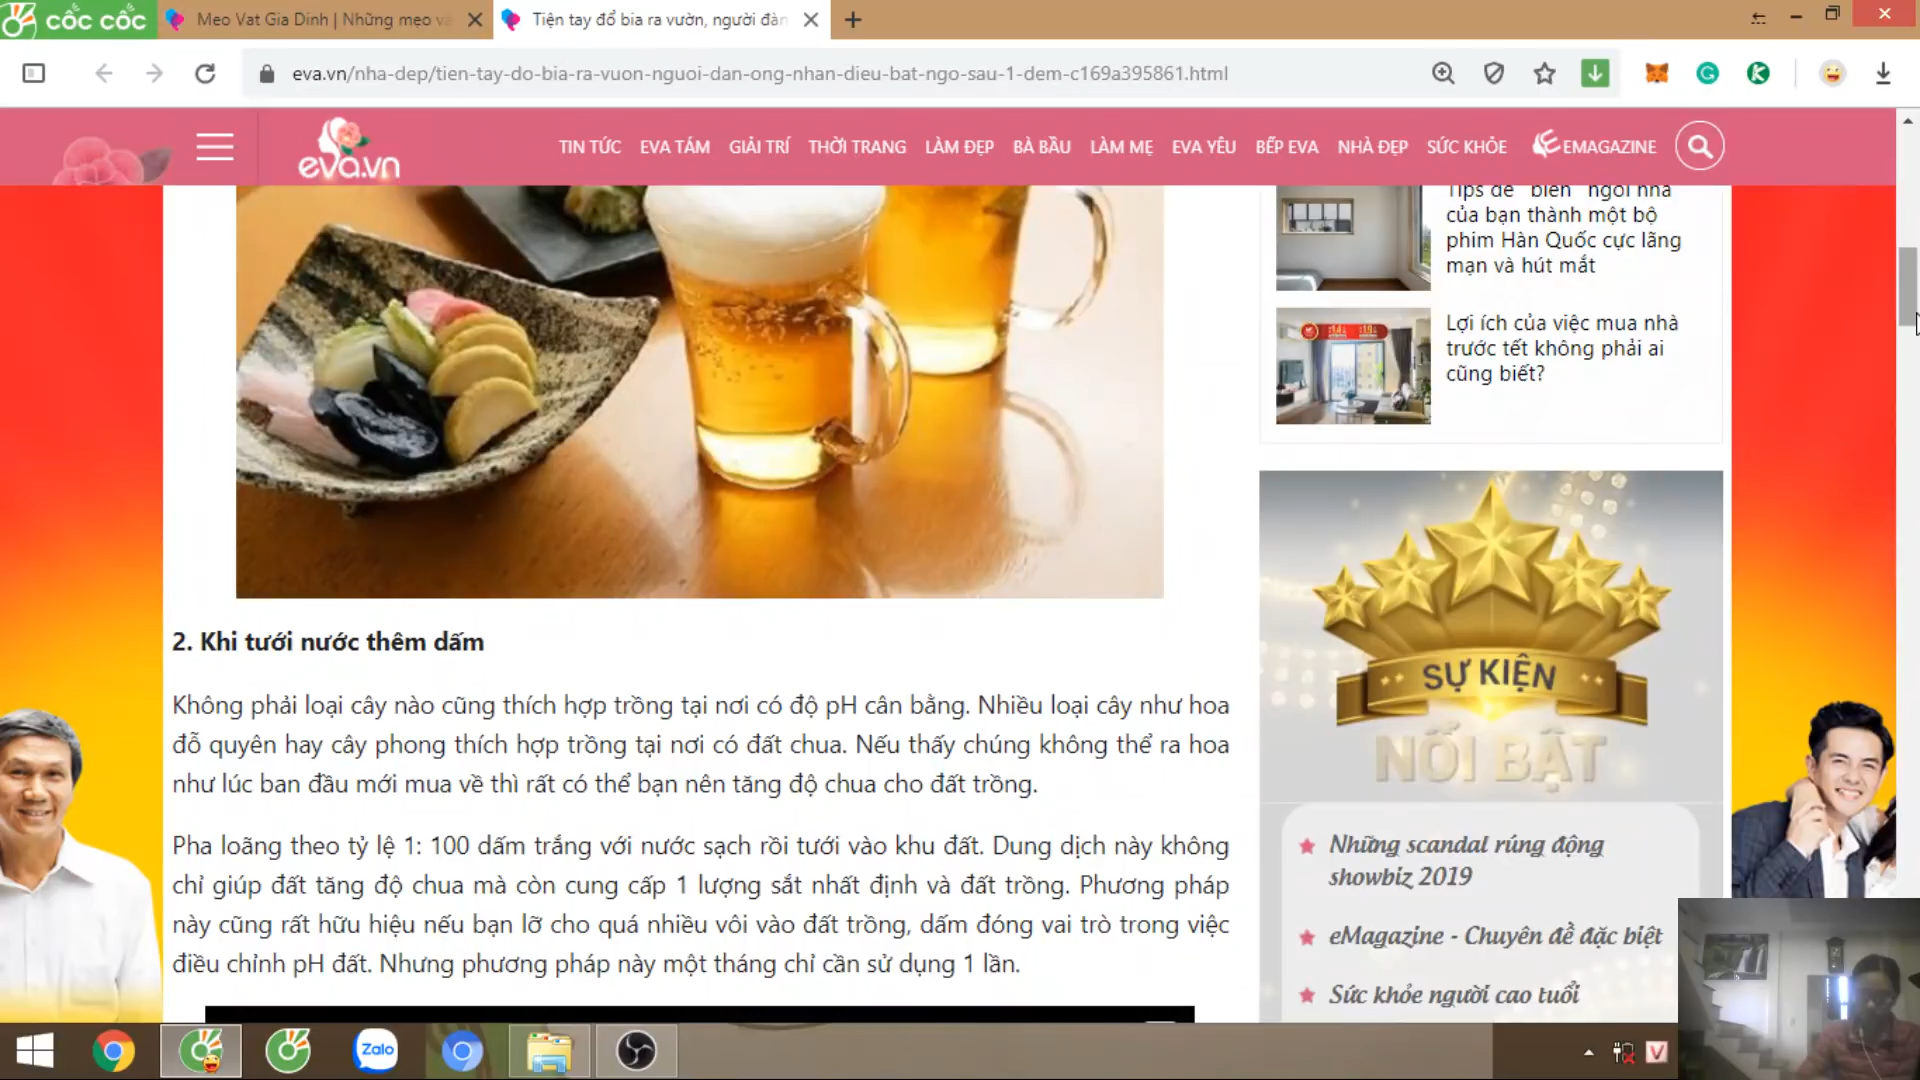 cốc cốc
Meo Vat Gia Dinh | Những mẹo vặ
Tiện tay đổ bia ra vườn, người đàn
eva.vn/nha-dep/tien-tay-do-bia-ra-vuon-nguoi-dan-ong-nhan-dieu-bat-ngo-sau-1-dem-c169a395861.html
eva.vn
TIN TỨC EVA TÁM GIẢI TRÍ THỜI TRANG LÀM ĐẸP BÀ BẦU LÀM MẸ EVA YÊU BẾP EVA NHÀ ĐẸP SỨC KHỎE EMAGAZINE
Tips để "biến" ngôi nhà
của bạn thành một bộ
phim Hàn Quốc cực lãng
mạn và hút mắt
Lợi ích của việc mua nhà
trước tết không phải ai
cũng biết?
2. Khi tưới nước thêm dấm
Không phải loại cây nào cũng thích hợp trồng tại nơi có độ pH cân bằng. Nhiều loại cây như hoa
đỗ quyên hay cây phong thích hợp trồng tại nơi có đất chua. Nếu thấy chúng không thể ra hoa
như lúc ban đầu mới mua về thì rất có thể bạn nên tăng độ chua cho đất trồng.
Pha loãng theo tỷ lệ 1: 100 dấm trắng với nước sạch rồi tưới vào khu đất. Dung dịch này không
chỉ giúp đất tăng độ chua mà còn cung cấp 1 lượng sắt nhất định và đất trồng. Phương pháp
này cũng rất hữu hiệu nếu bạn lỡ cho quá nhiều vôi vào đất trồng, dấm đóng vai trò trong việc
điều chỉnh pH đất. Nhưng phương pháp này một tháng chỉ cần sử dụng 1 lần.
SỰ KIỆN
NỔI BẬT
Những scandal rúng động
showbiz 2019
eMagazine - Chuyên đề đặc biệt
Sức khỏe người cao tuổi
Zalo
V